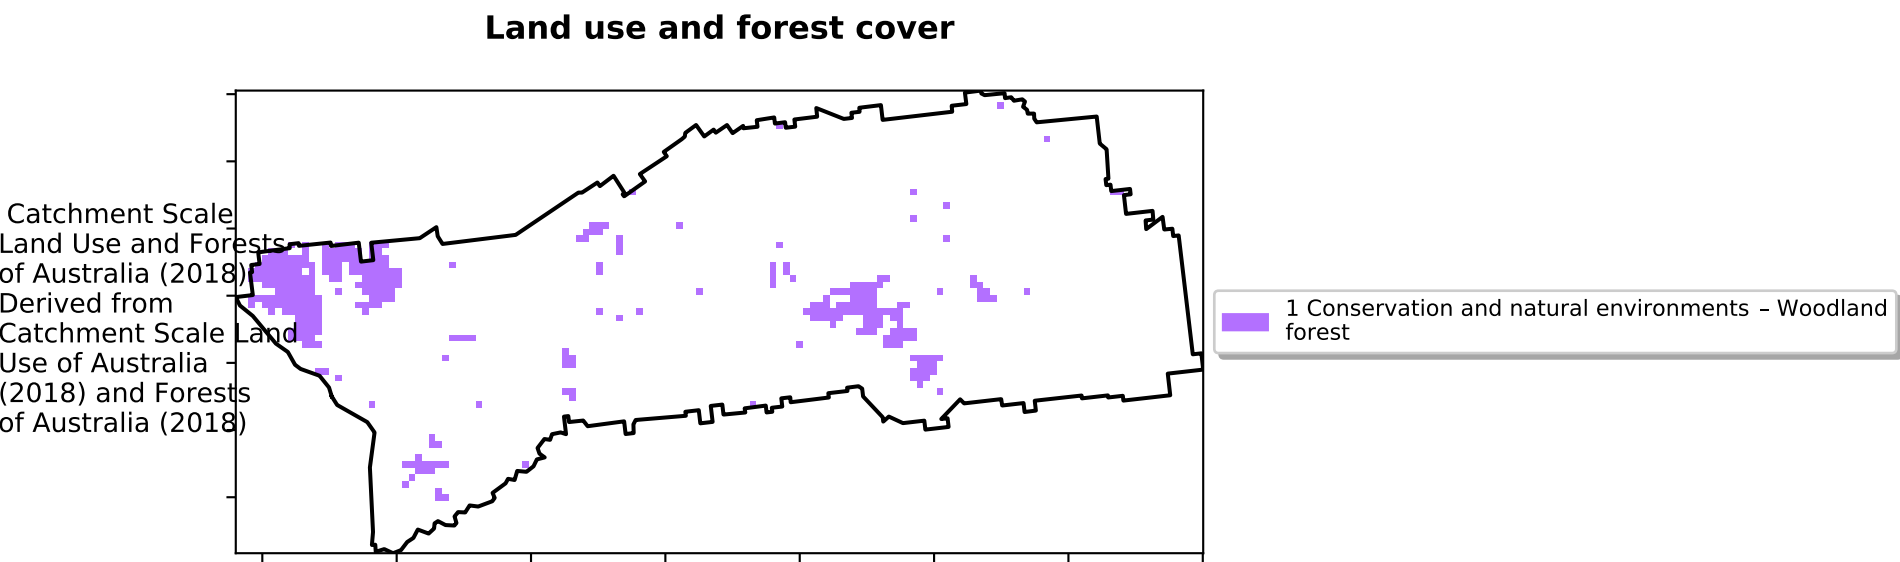 Land use and forest cover
Catchment Scale
Land Use and Forests
of Australia (2018)
Derived from
Catchment Scale Land
Use of Australia
(2018) and Forests
of Australia (2018)
1 Conservation and natural environments – Woodland
forest